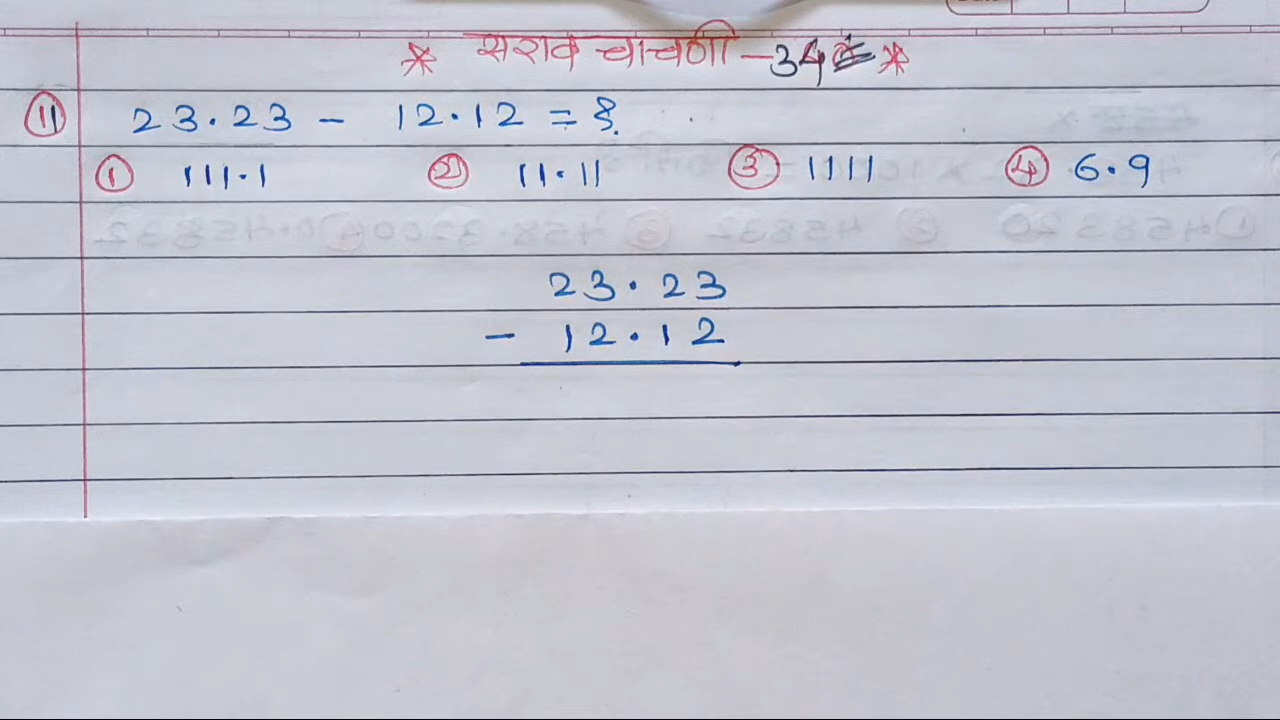 * सराव चाचणी - 34 *
11 23.23 - 12.12 = ?
1 111.1 2 11.11 3 1111 4 6.9
23.23
- 12.12